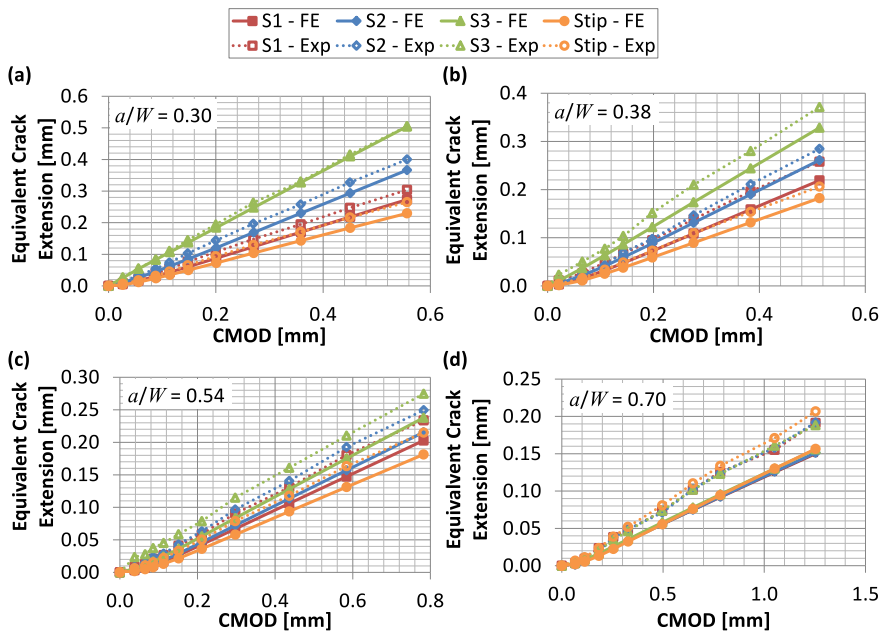 S1 - FE S2 - FE S3 - FE Stip - FE
S1 - Exp S2 - Exp S3 - Exp Stip - Exp
(a)
a/W = 0.30
Equivalent Crack
Extension [mm]
0.6
0.5
0.4
0.3
0.2
0.1
0.0
0.0 0.2 0.4 0.6
CMOD [mm]
(b)
a/W = 0.38
Equivalent Crack
Extension [mm]
0.4
0.3
0.2
0.1
0.0
0.0 0.2 0.4 0.6
CMOD [mm]
(c)
a/W = 0.54
Equivalent Crack
Extension [mm]
0.30
0.25
0.20
0.15
0.10
0.05
0.00
0.0 0.2 0.4 0.6 0.8
CMOD [mm]
(d)
a/W = 0.70
Equivalvent Crack
Extension [mm]
0.25
0.20
0.15
0.10
0.05
0.00
0.0 0.5 1.0 1.5
CMOD [mm]